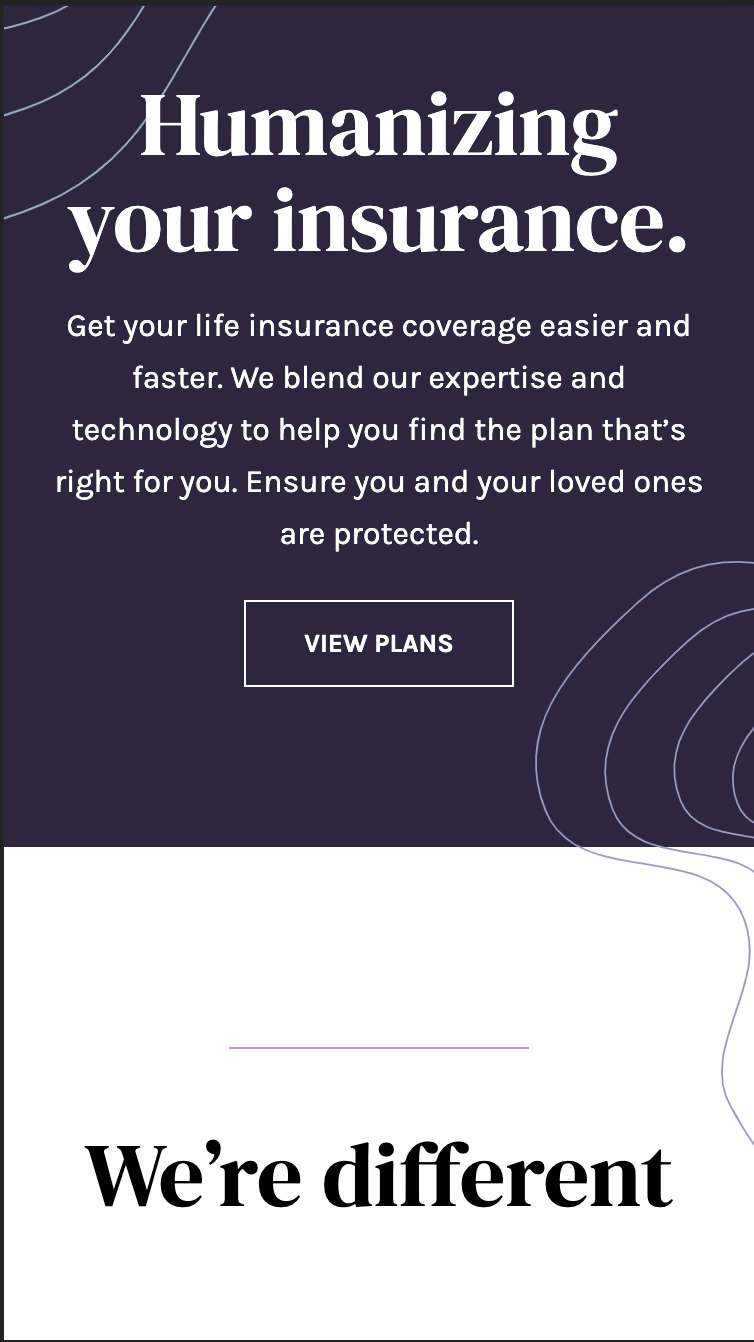 Humanizing
your insurance.
Get your life insurance coverage easier and
faster. We blend our expertise and
technology to help you find the plan that’s
right for you. Ensure you and your loved ones
are protected.
VIEW PLANS
We’re different